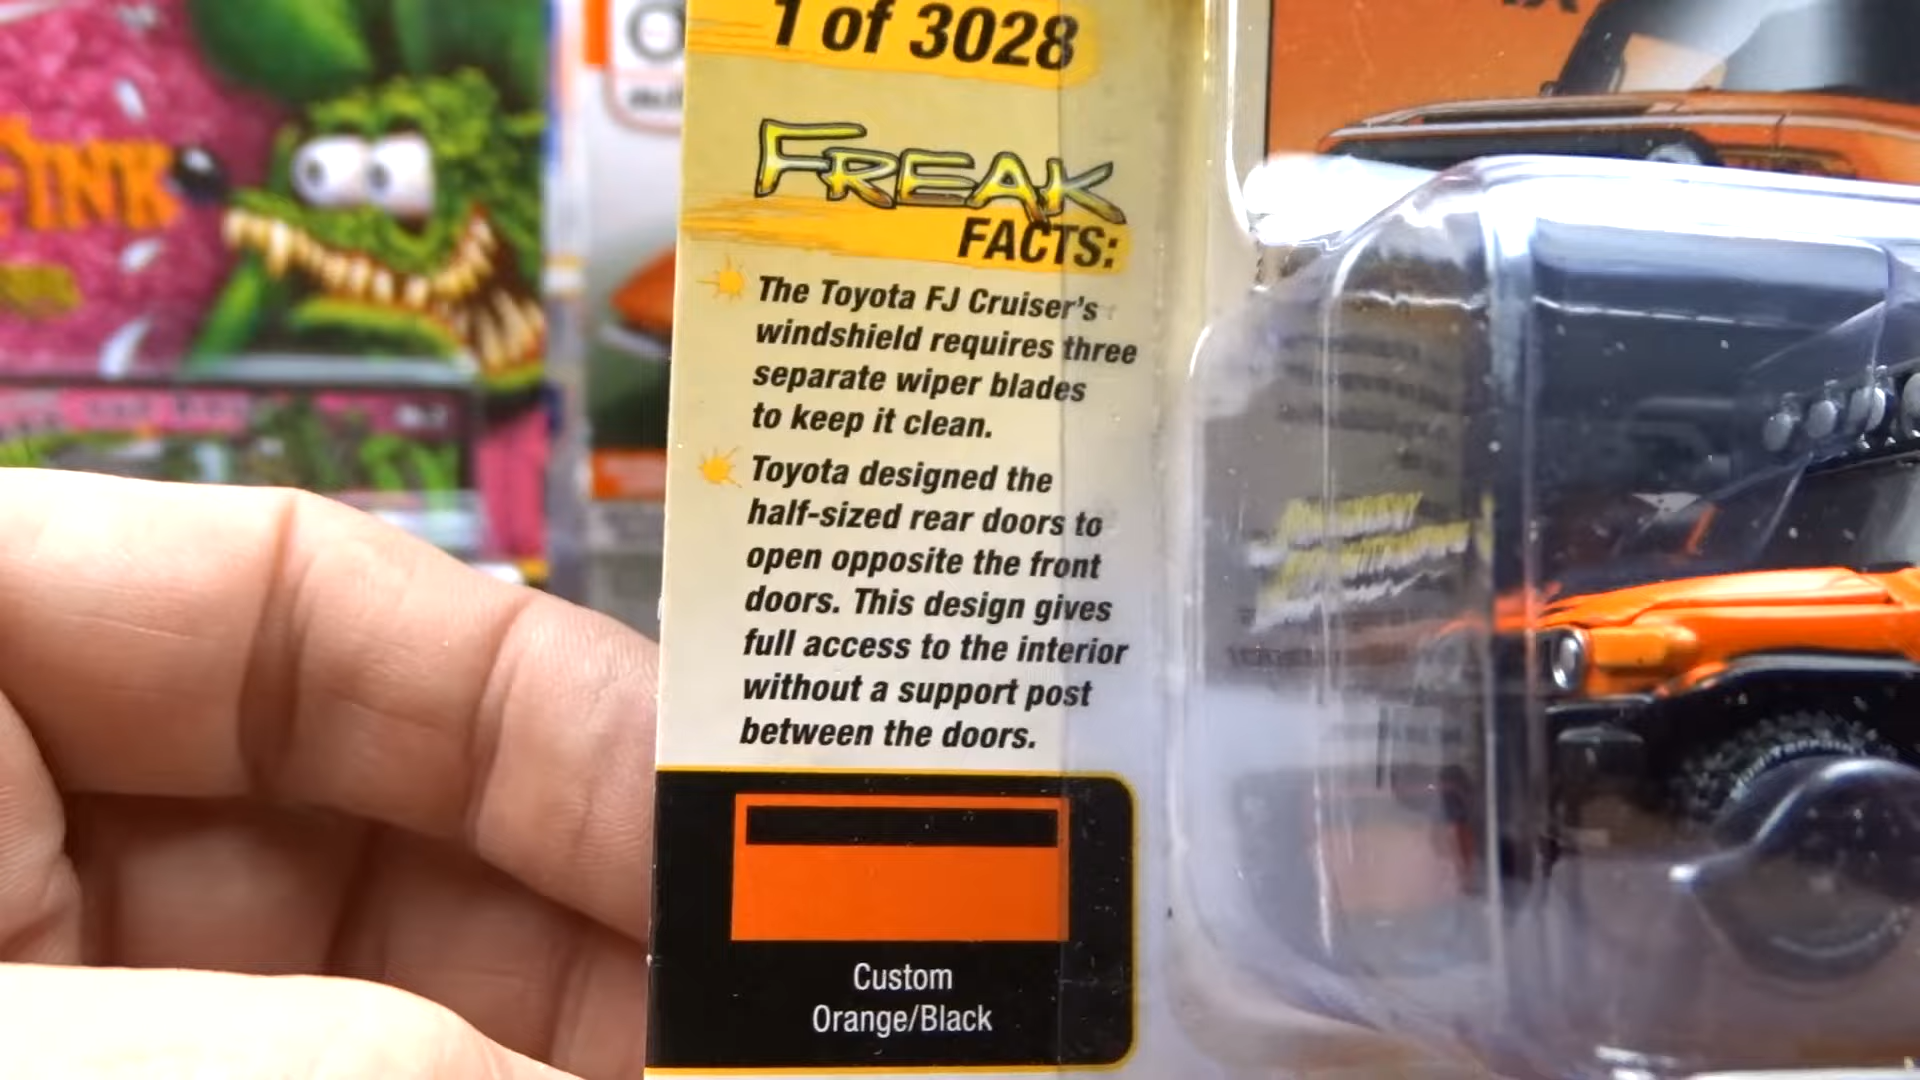 1 of 3028
FREAK
FACTS:
The Toyota FJ Cruiser's
windshield requires three
separate wiper blades
to keep it clean.
Toyota designed the
half-sized rear doors to
open opposite the front
doors. This design gives
full access to the interior
without a support post
between the doors.
Custom
Orange/Black